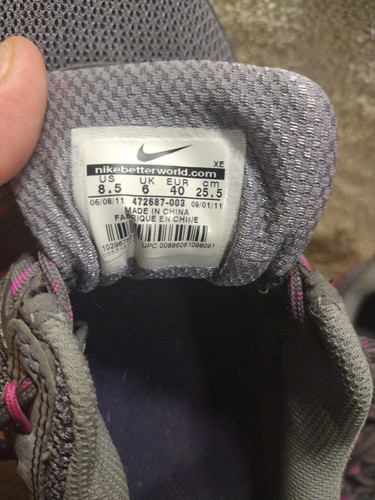 XE
nikebetterworld.com
US UK EUR cm
8.5 6 40 25.5
06/08/11 472687-003 09/01/11
MADE IN CHINA
FABRIQUE EN CHINE
UPC 00886061098091